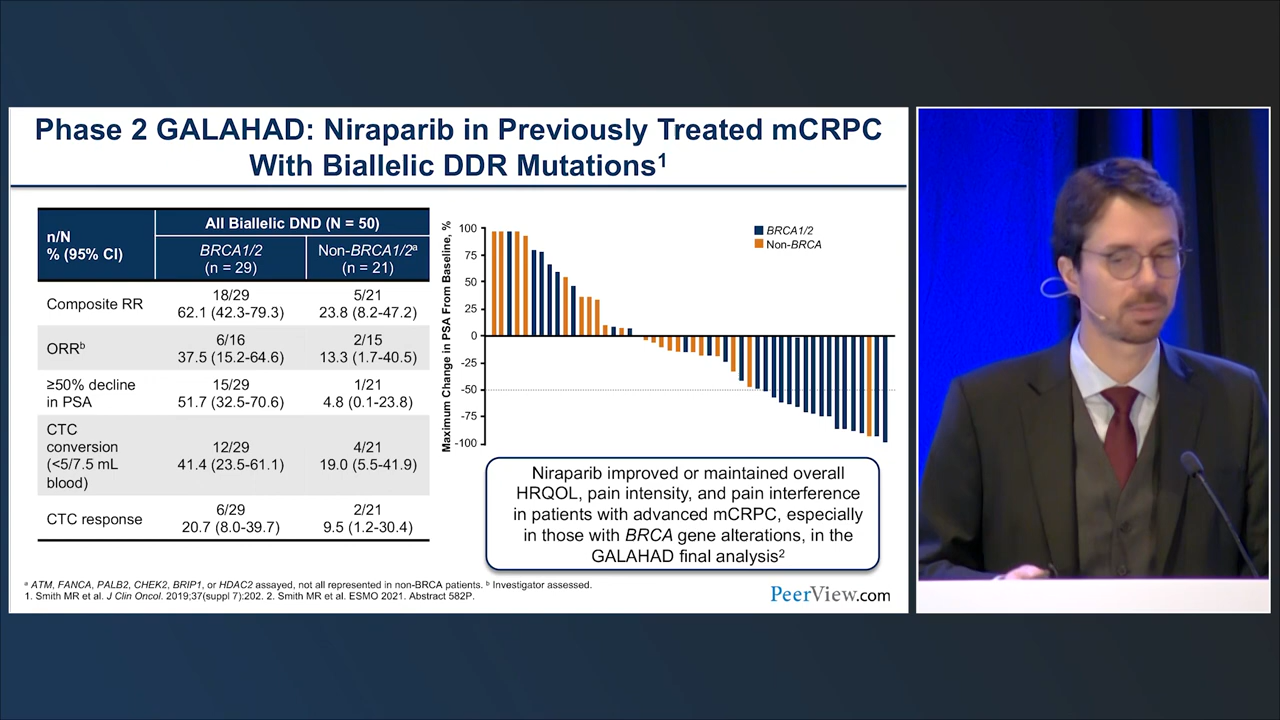 Phase 2 GALAHAD: Niraparib in Previously Treated mCRPC
With Biallelic DDR Mutations1
n/N
% (95% CI)
All Biallelic DND (N = 50)
BRCA1/2
(n = 29)
Non-BRCA1/2a
(n = 21)
Composite RR
18/29
62.1 (42.3-79.3)
5/21
23.8 (8.2-47.2)
ORRb
6/16
37.5 (15.2-64.6)
2/15
13.3 (1.7-40.5)
≥50% decline
in PSA
15/29
51.7 (32.5-70.6)
1/21
4.8 (0.1-23.8)
CTC
conversion
(<5/7.5 mL
blood)
12/29
41.4 (23.5-61.1)
4/21
19.0 (5.5-41.9)
CTC response
6/29
20.7 (8.0-39.7)
2/21
9.5 (1.2-30.4)
Maximum Change in PSA From Baseline, %
100
75
50
25
0
-25
-50
-75
-100
BRCA1/2
Non-BRCA
Niraparib improved or maintained overall
HRQOL, pain intensity, and pain interference
in patients with advanced mCRPC, especially
in those with BRCA gene alterations, in the
GALAHAD final analysis2
a ATM, FANCA, PALB2, CHEK2, BRIP1, or HDAC2 assayed, not all represented in non-BRCA patients. b Investigator assessed.
1. Smith MR et al. J Clin Oncol. 2019;37(suppl 7):202. 2. Smith MR et al. ESMO 2021. Abstract 582P.
PeerView.com